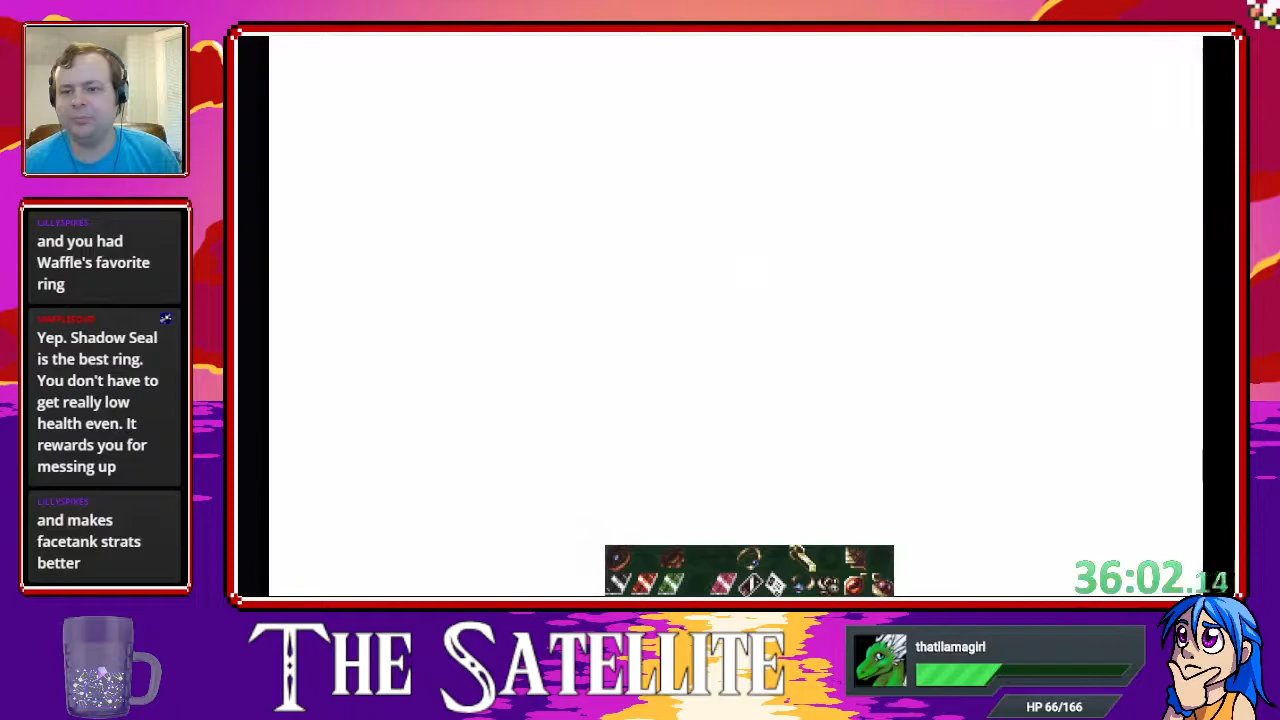 LILLYSPIKES
and you had
Waffle's favorite
ring
Yep. Shadow Seal
is the best ring.
You don't have to
get really low
health even. It
rewards you for
messing up
LILLYSPIKES
and makes
facetank strats
better
36:02.14
THE SATELLITE
thatllamagirl
HP 66/166